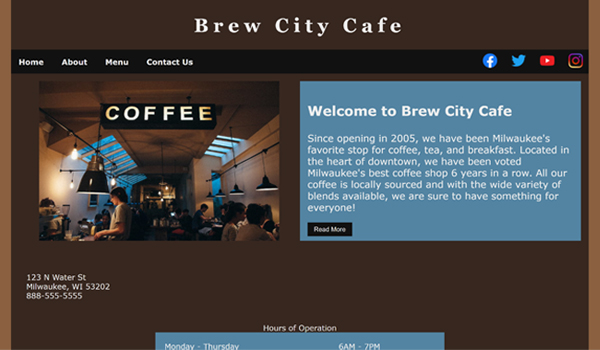 Brew City Cafe
Home About Menu Contact Us
COFFEE
Welcome to Brew City Cafe
Since opening in 2005, we have been Milwaukee's
favorite stop for coffee, tea, and breakfast. Located in
the heart of downtown, we have been voted
Milwaukee's best coffee shop 6 years in a row. All our
coffee is locally sourced and with the wide variety of
blends available, we are sure to have something for
everyone!
Read More
123 N Water St
Milwaukee, WI 53202
888-555-5555
Hours of Operation
Monday - Thursday 6AM - 7PM